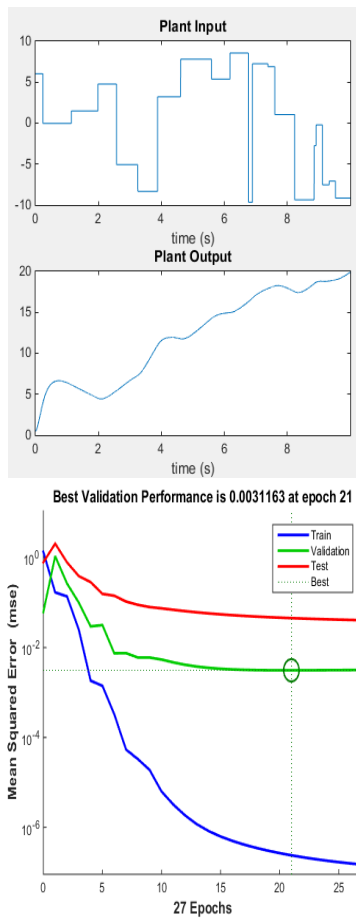 Plant Input
10
5
0
-5
-10
0 2 4 6 8
time (s)
Plant Output
20
15
10
5
0
0 2 4 6 8
time (s)
Best Validation Performance is 0.0031163 at epoch 21
Train
Validation
Test
Best
10^0
10^-2
10^-4
10^-6
Mean Squared Error (mse)
0 5 10 15 20 25
27 Epochs